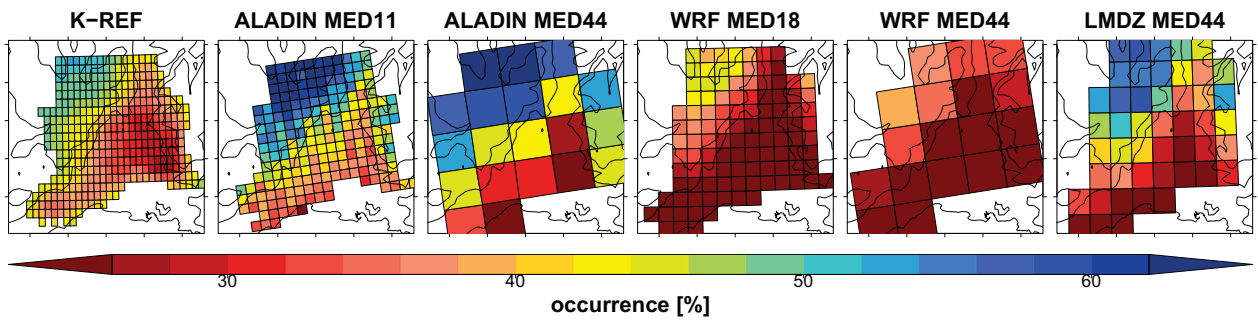 K−REF ALADIN MED11 ALADIN MED44 WRF MED18 WRF MED44 LMDZ MED44
30 40 50 60
occurrence [%]